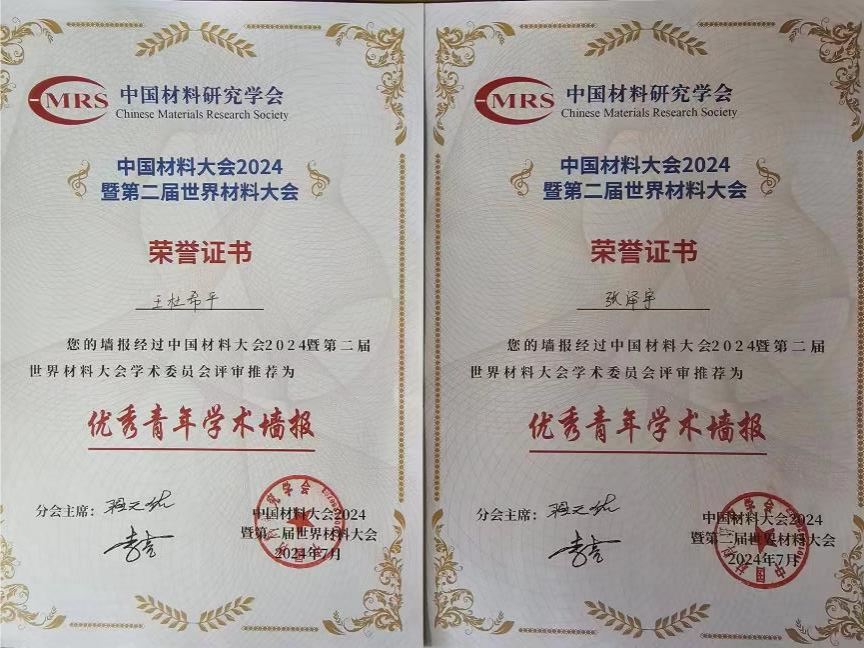 CMRS 中国材料研究学会
Chinese Materials Research Society
中国材料大会2024
暨第二届世界材料大会
荣誉证书
王杜希平
您的墙报经过中国材料大会2024暨第二届
世界材料大会学术委员会评审推荐为
优秀青年学术墙报
分会主席：
中国材料大会2024
暨第二届世界材料大会
2024年7月
CMRS 中国材料研究学会
Chinese Materials Research Society
中国材料大会2024
暨第二届世界材料大会
荣誉证书
张泽宇
您的墙报经过中国材料大会2024暨第二届
世界材料大会学术委员会评审推荐为
优秀青年学术墙报
分会主席：
中国材料大会2024
暨第二届世界材料大会
2024年7月